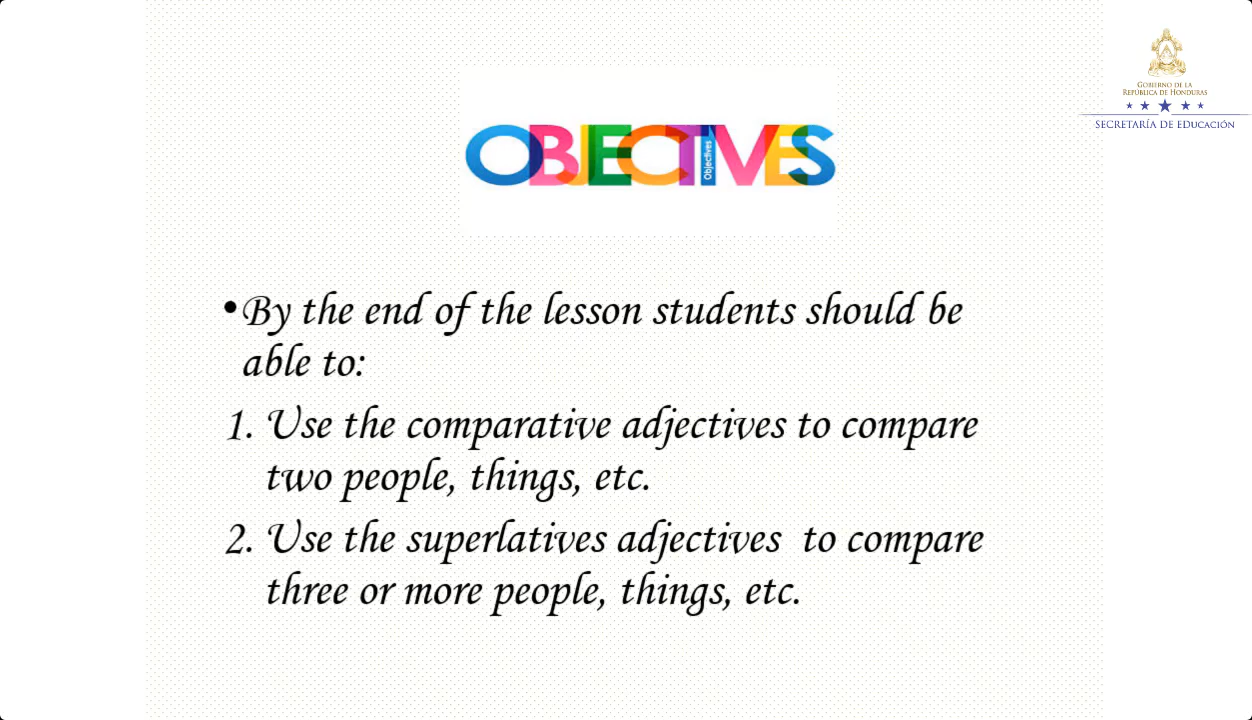 GOBIERNO DE LA
REPÚBLICA DE HONDURAS
SECRETARÍA DE EDUCACIÓN
OBJECTIVES
Objectives
•By the end of the lesson students should be
able to:
1. Use the comparative adjectives to compare
two people, things, etc.
2. Use the superlatives adjectives to compare
three or more people, things, etc.